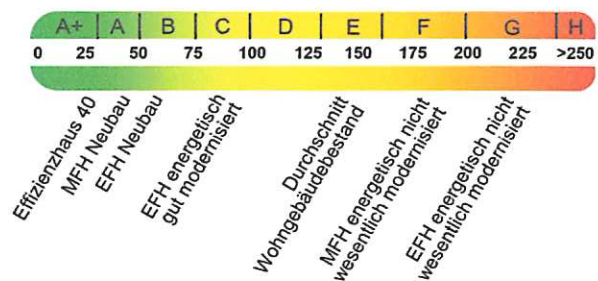 A+ A B C D E F G H
0 25 50 75 100 125 150 175 200 225 >250
Effizienzhaus 40
MFH Neubau
EFH Neubau
EFH energetisch
gut modernisiert
Durchschnitt
Wohngebäudebestand
MFH energetisch nicht
wesentlich modernisiert
EFH energetisch nicht
wesentlich modernisiert